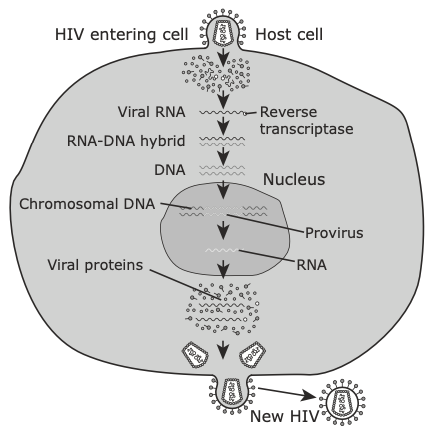 HIV entering cell
Host cell
Viral RNA
Reverse
transcriptase
RNA-DNA hybrid
DNA
Nucleus
Chromosomal DNA
Provirus
Viral proteins
RNA
New HIV